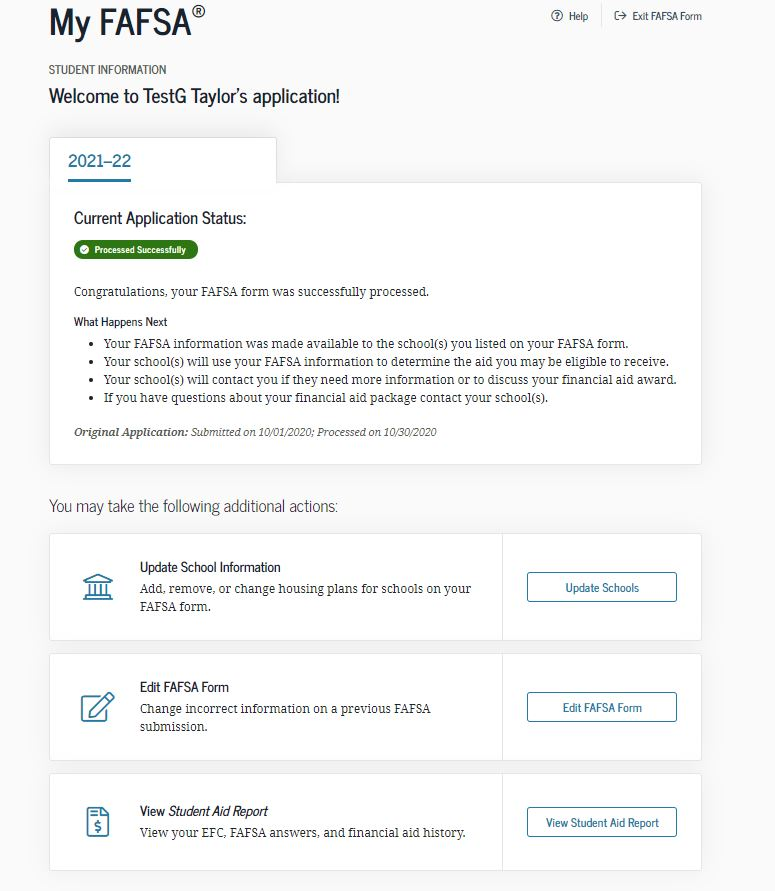 My FAFSA®
Help
Exit FAFSA Form
STUDENT INFORMATION
Welcome to TestG Taylor's application!
2021–22
Current Application Status:
Processed Successfully
Congratulations, your FAFSA form was successfully processed.
What Happens Next
• Your FAFSA information was made available to the school(s) you listed on your FAFSA form.
• Your school(s) will use your FAFSA information to determine the aid you may be eligible to receive.
• Your school(s) will contact you if they need more information or to discuss your financial aid award.
• If you have questions about your financial aid package contact your school(s).
Original Application: Submitted on 10/01/2020; Processed on 10/30/2020
You may take the following additional actions:
Update School Information
Add, remove, or change housing plans for schools on your
FAFSA form.
Update Schools
Edit FAFSA Form
Change incorrect information on a previous FAFSA
submission.
Edit FAFSA Form
View Student Aid Report
View your EFC, FAFSA answers, and financial aid history.
View Student Aid Report